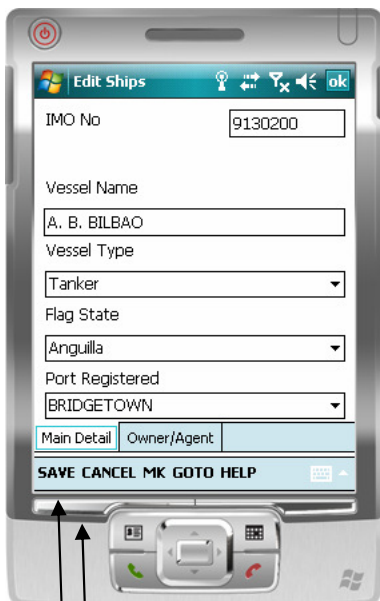 Edit Ships ok
IMO No 9130200
Vessel Name
A. B. BILBAO
Vessel Type
Tanker
Flag State
Anguilla
Port Registered
BRIDGETOWN
Main Detail Owner/Agent
SAVE CANCEL MK GOTO HELP